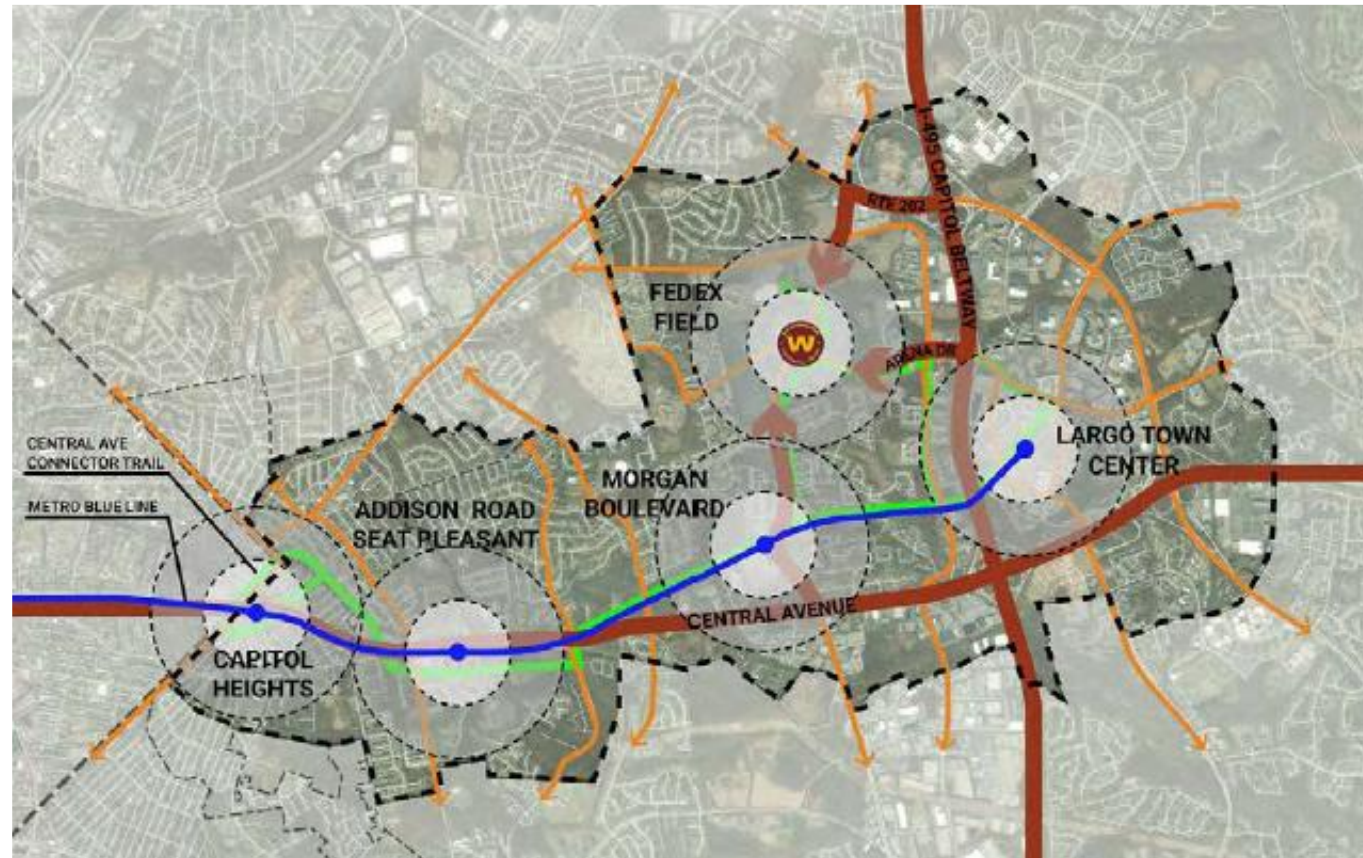 I-495 CAPITOL BELTWAY
RTE 202
FEDEX
FIELD
W
ARENA DR
LARGO TOWN
CENTER
CENTRAL AVE
CONNECTOR TRAIL
METRO BLUE LINE
MORGAN
BOULEVARD
ADDISON ROAD
SEAT PLEASANT
CENTRAL AVENUE
CAPITOL
HEIGHTS